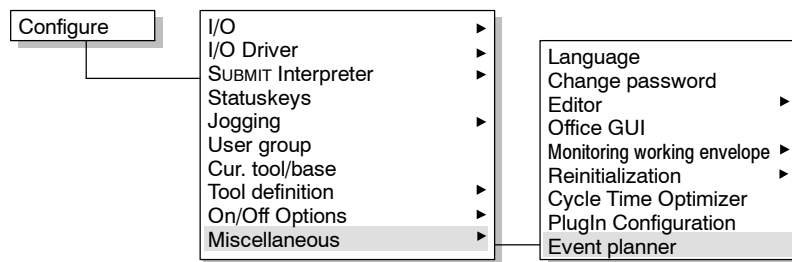 Configure
I/O
I/O Driver
SUBMIT Interpreter
Statuskeys
Jogging
User group
Cur. tool/base
Tool definition
On/Off Options
Miscellaneous
Language
Change password
Editor
Office GUI
Monitoring working envelope
Reinitialization
Cycle Time Optimizer
PlugIn Configuration
Event planner